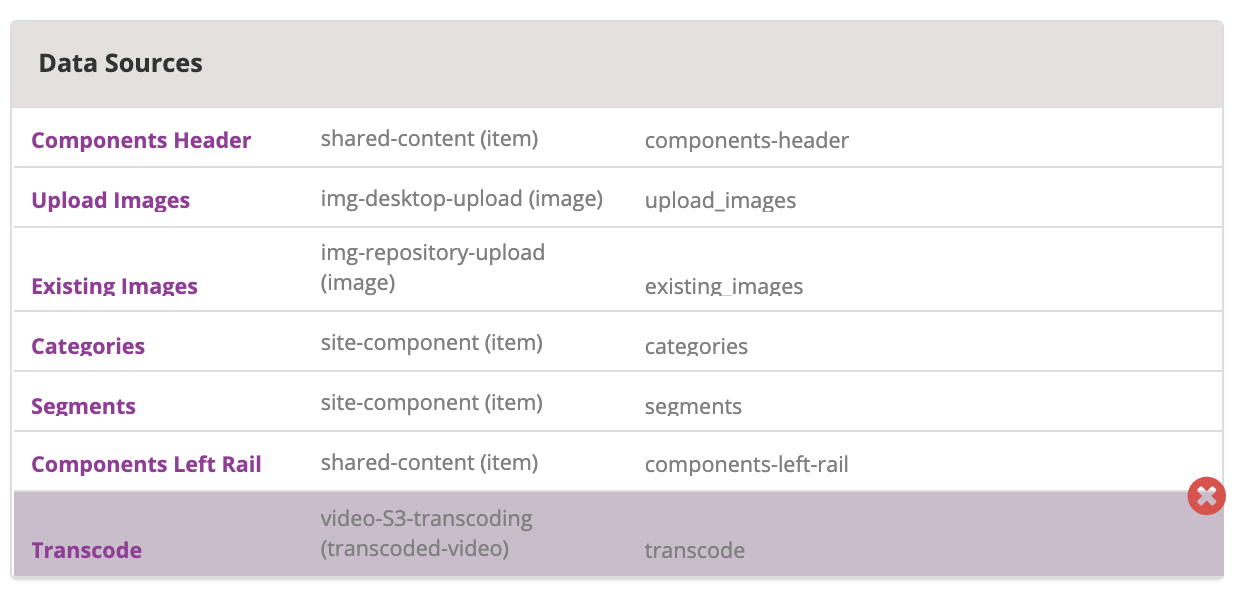 Data Sources
Components Header shared-content (item) components-header
Upload Images img-desktop-upload (image) upload_images
img-repository-upload
Existing Images (image) existing_images
Categories site-component (item) categories
Segments site-component (item) segments
Components Left Rail shared-content (item) components-left-rail
video-S3-transcoding
Transcode (transcoded-video) transcode